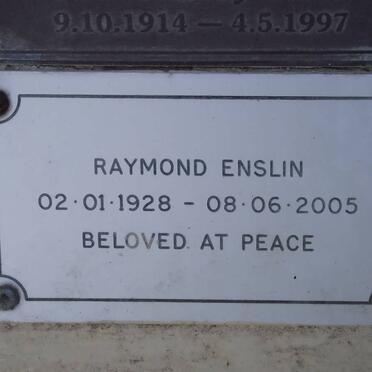 9.10.1914 — 4.5.1997
RAYMOND ENSLIN
02·01·1928 - 08·06·2005
BELOVED AT PEACE